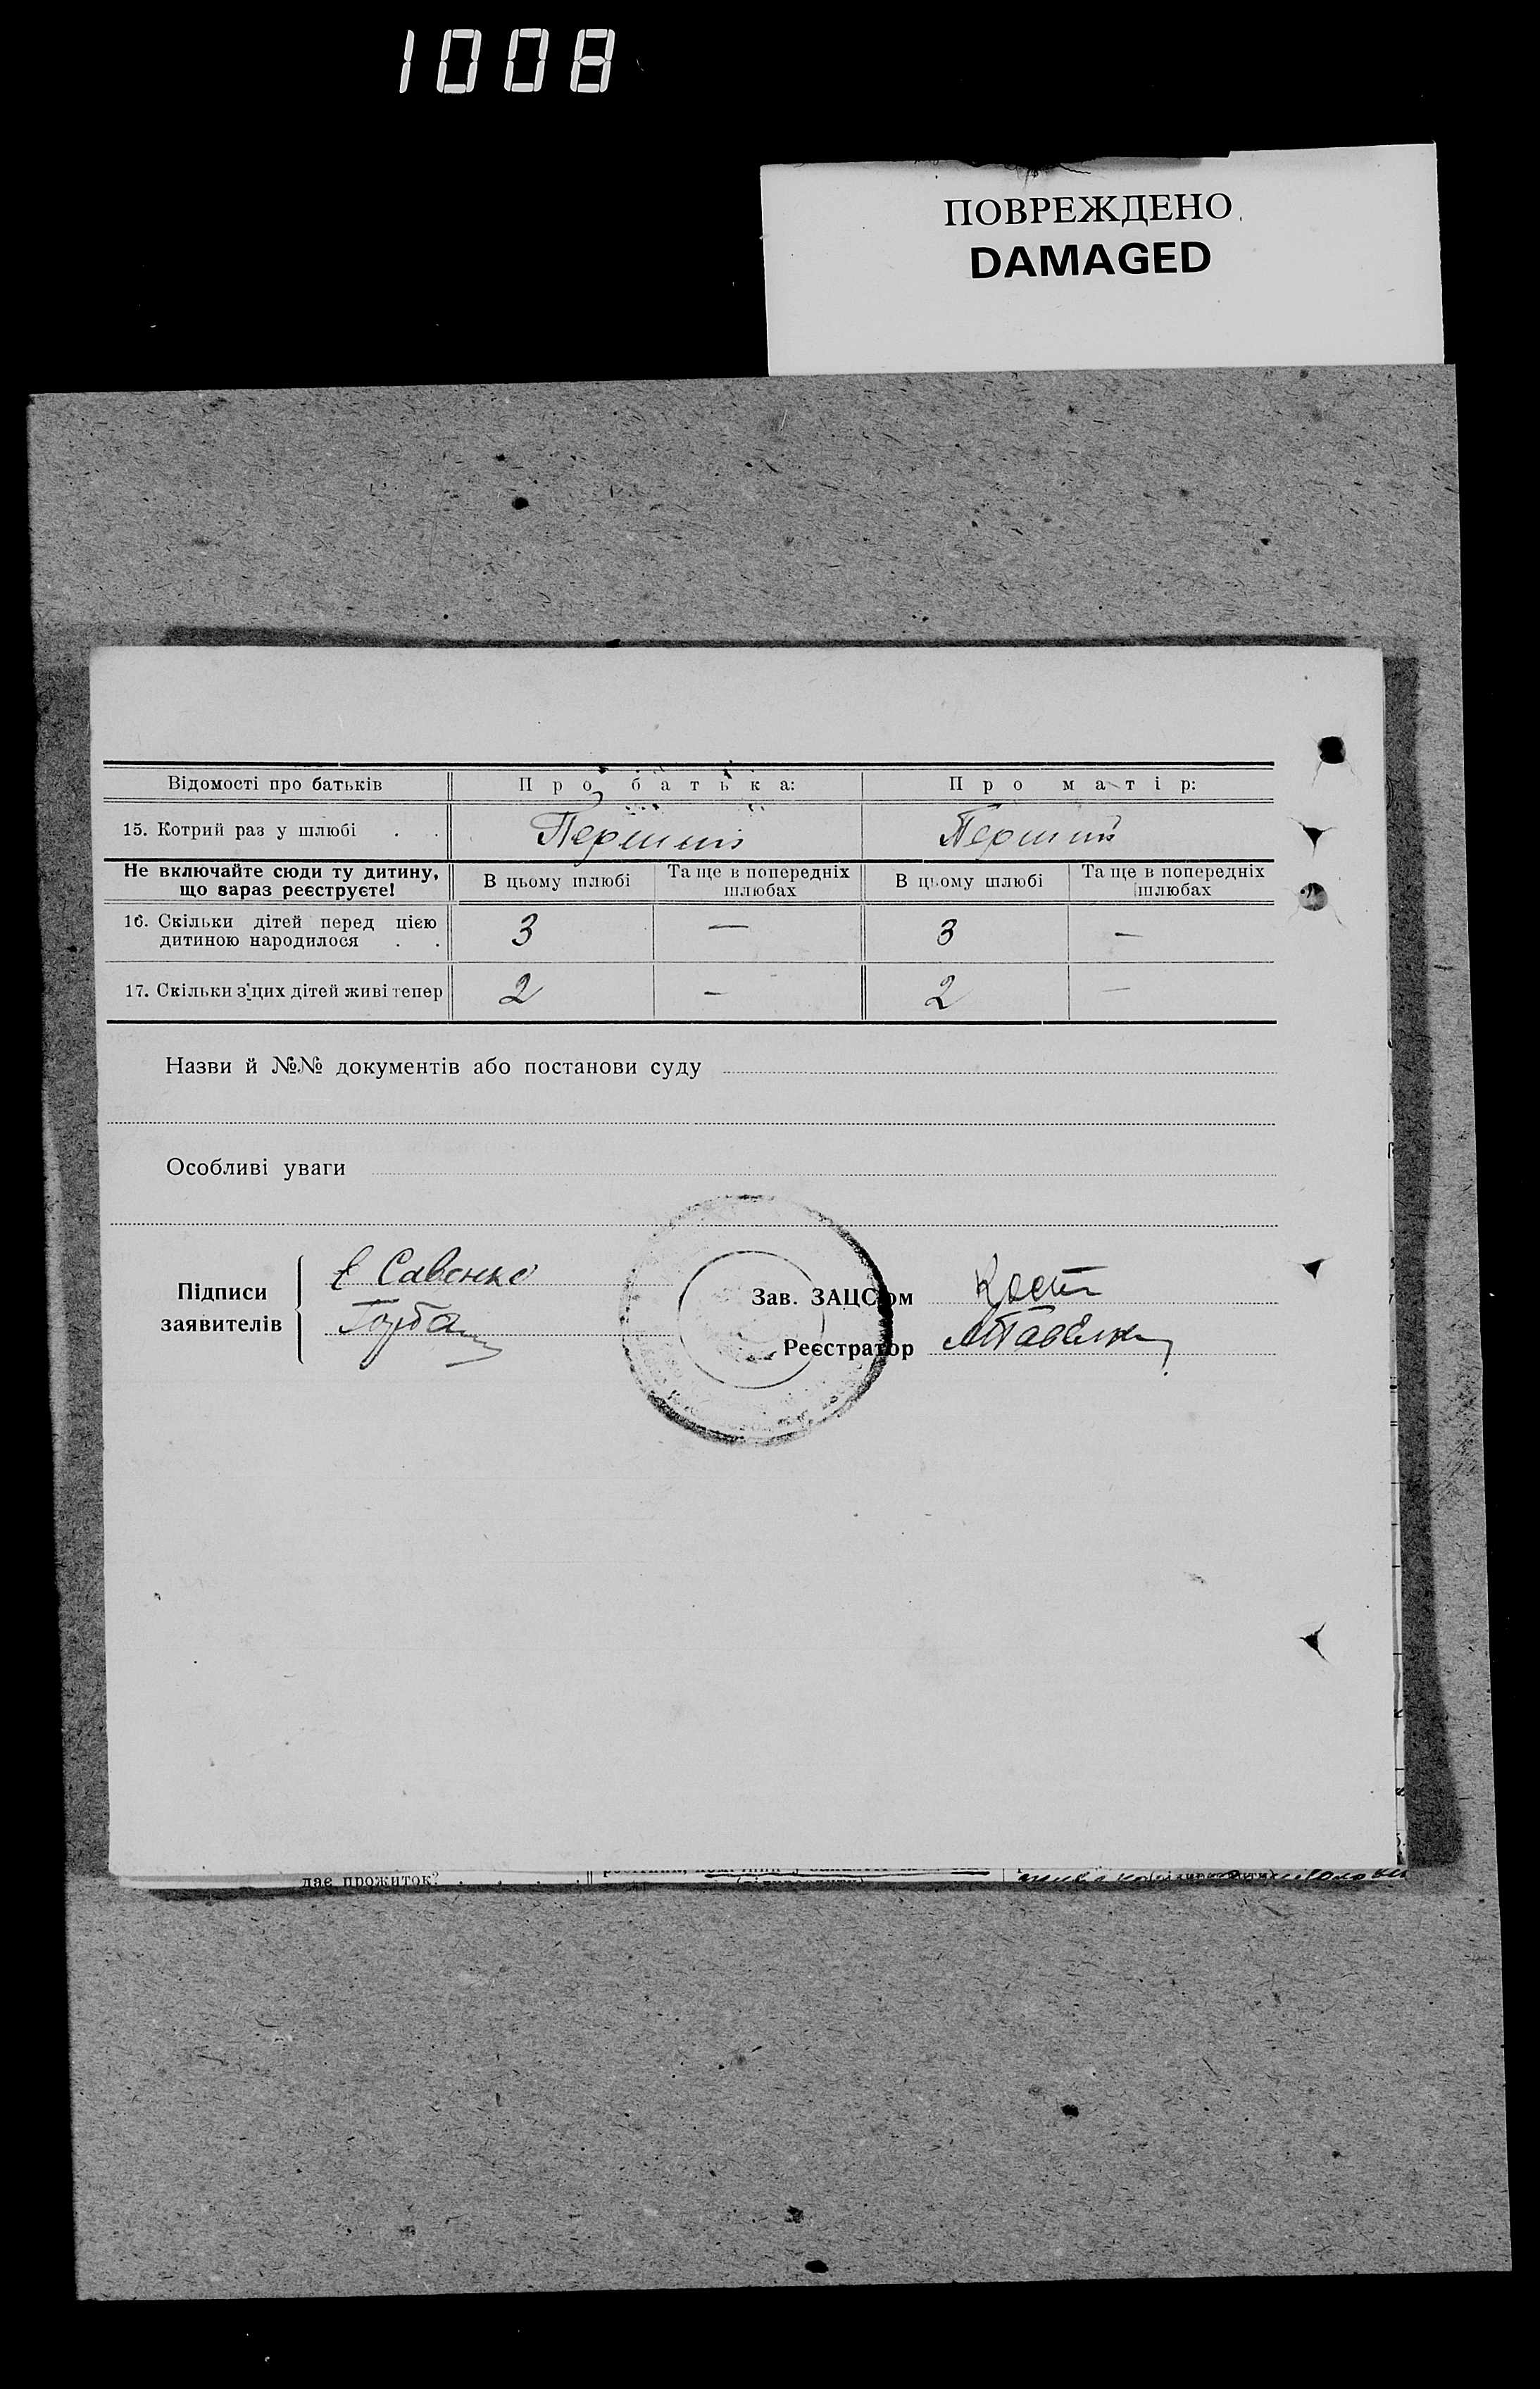 1008
ПОВРЕЖДЕНО
DAMAGED
Відомості про батьків
Про батька:
Про матір:
15. Котрий раз у шлюбі . .
Перший
Перший
Не включайте сюди ту дитину, що зараз реєструєте!
В цьому шлюбі
Та ще в попередніх шлюбах
В цьому шлюбі
Та ще в попередніх шлюбах
16. Скільки дітей перед цією дитиною народилося . .
3
—
3
—
17. Скільки з'цих дітей живі тепер
2
—
2
—
Назви й №№ документів або постанови суду
Особливі уваги
Підписи заявителів
Є Савенко
Зав. ЗАЦС'ом
Реєстратор
дає прожиток?